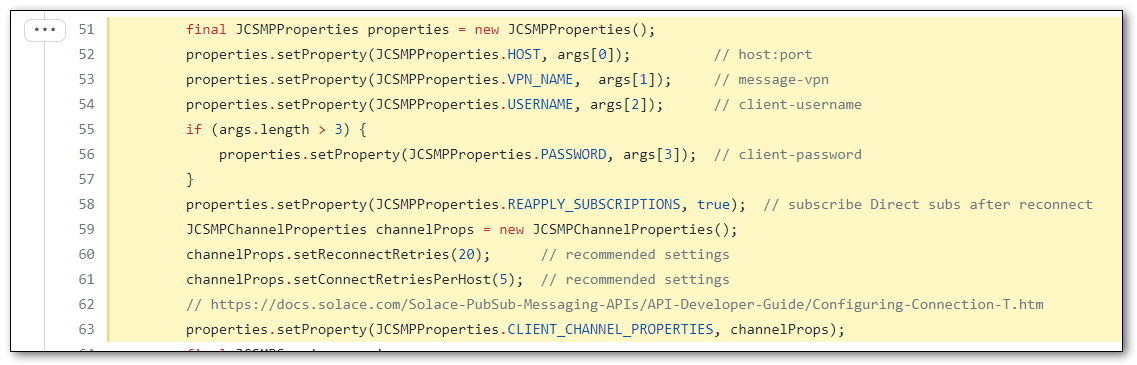 51 final JCSMPProperties properties = new JCSMPProperties();
52 properties.setProperty(JCSMPProperties.HOST, args[0]); // host:port
53 properties.setProperty(JCSMPProperties.VPN_NAME, args[1]); // message-vpn
54 properties.setProperty(JCSMPProperties.USERNAME, args[2]); // client-username
55 if (args.length > 3) {
56 properties.setProperty(JCSMPProperties.PASSWORD, args[3]); // client-password
57 }
58 properties.setProperty(JCSMPProperties.REAPPLY_SUBSCRIPTIONS, true); // subscribe Direct subs after reconnect
59 JCSMPChannelProperties channelProps = new JCSMPChannelProperties();
60 channelProps.setReconnectRetries(20); // recommended settings
61 channelProps.setConnectRetriesPerHost(5); // recommended settings
62 // https://docs.solace.com/Solace-PubSub-Messaging-APIs/API-Developer-Guide/Configuring-Connection-T.htm
63 properties.setProperty(JCSMPProperties.CLIENT_CHANNEL_PROPERTIES, channelProps);